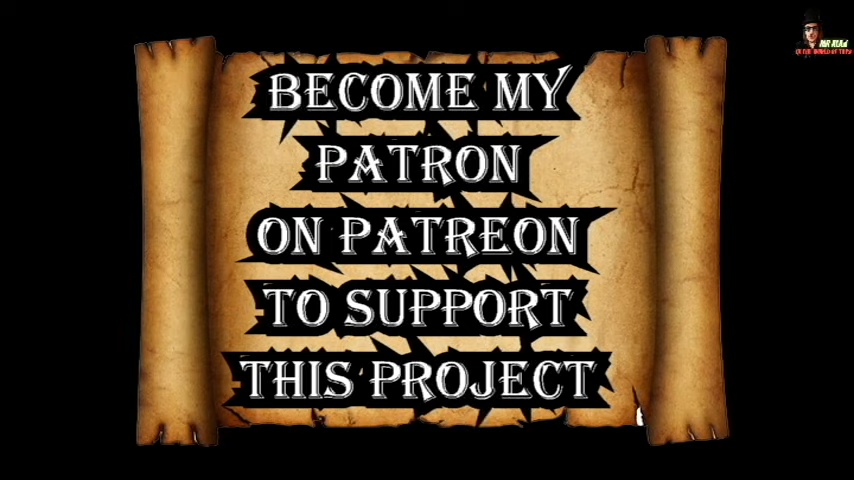 BECOME MY
PATRON
ON PATREON
TO SUPPORT
THIS PROJECT